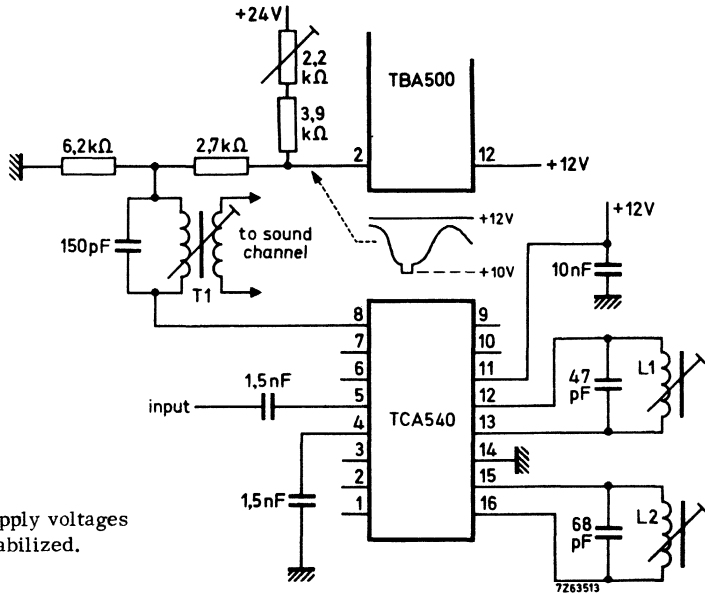 +24V
2,2
kΩ
TBA500
3,9
kΩ
6,2kΩ
2,7kΩ
2
12
+12V
+12V
+12V
150pF
to sound
channel
+10V
10nF
T1
8
9
7
10
6
11
1,5nF
47
pF
L1
input
5
12
TCA540
4
13
3
14
2
15
1,5nF
1
16
68
pF
L2
pply voltages
abilized.
7Z63513